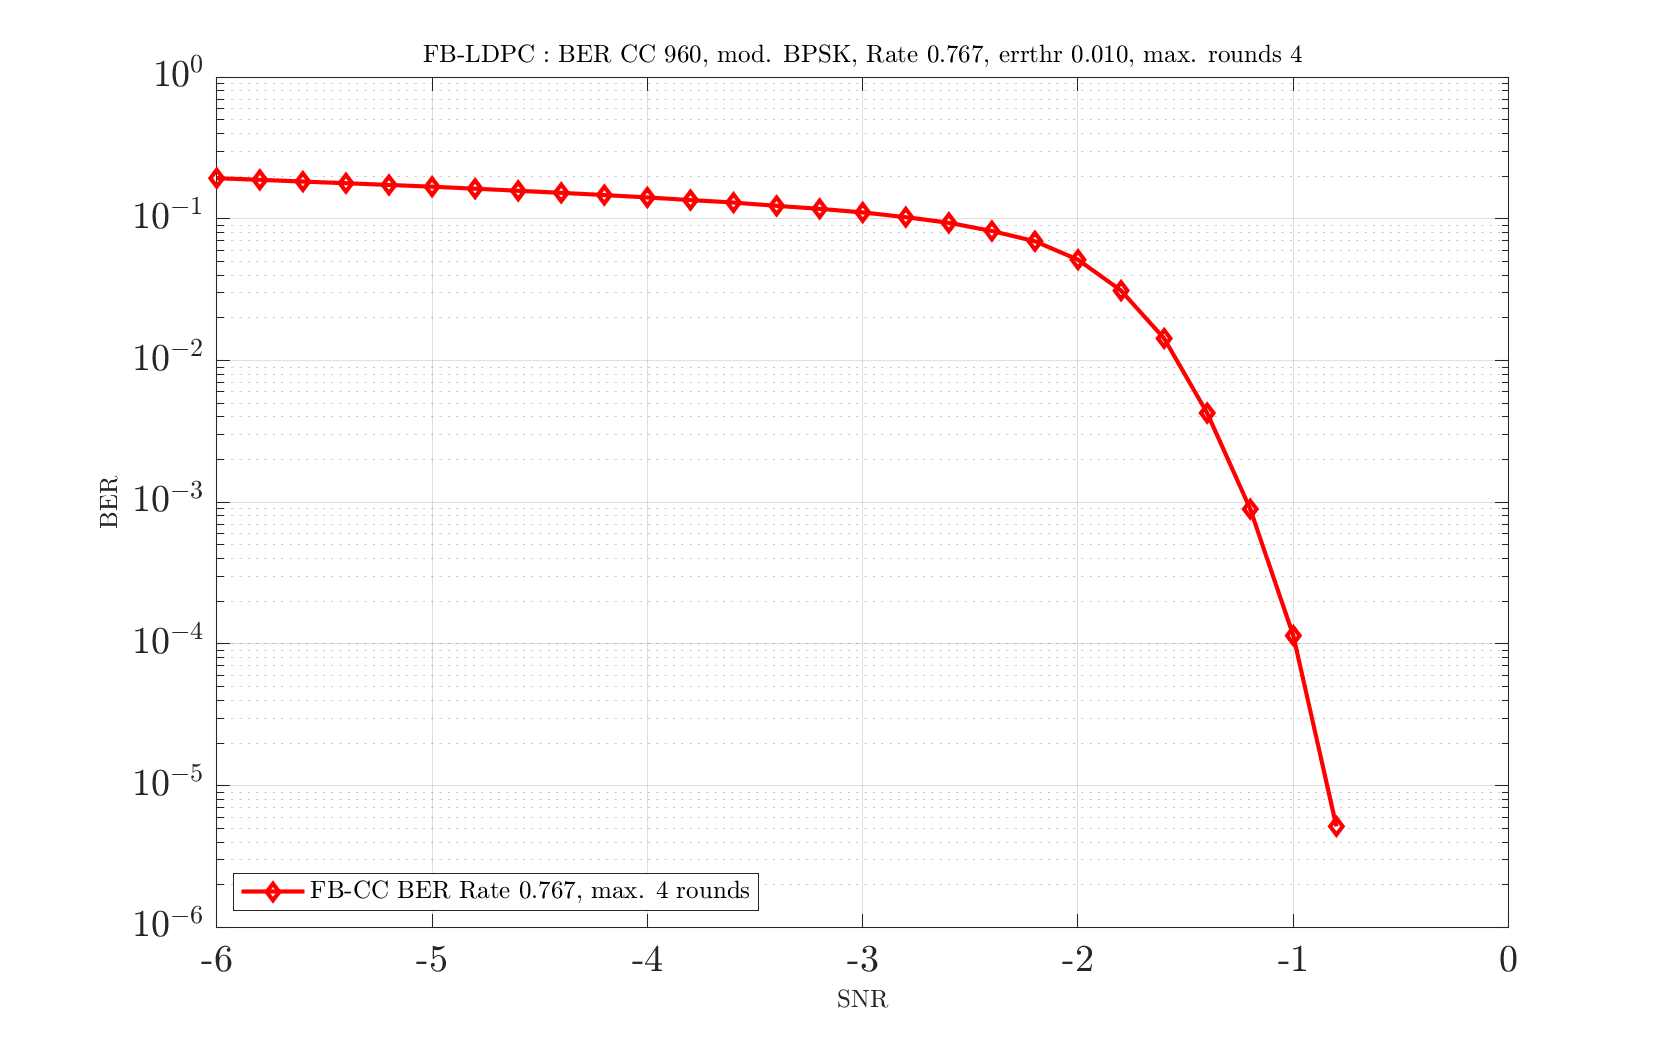 FB-LDPC : BER CC 960, mod. BPSK, Rate 0.767, errthr 0.010, max. rounds 4
10^0
10^-1
10^-2
10^-3
10^-4
10^-5
10^-6
BER
FB-CC BER Rate 0.767, max. 4 rounds
-6 -5 -4 -3 -2 -1 0
SNR